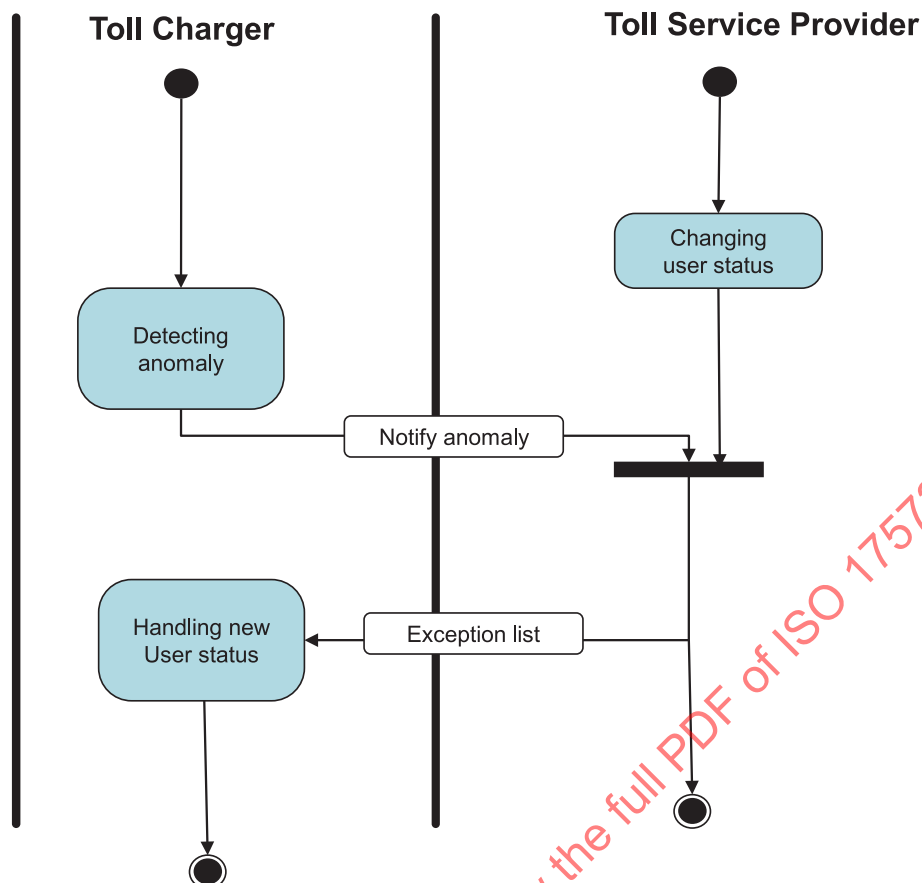 Toll Charger
Toll Service Provider
Changing
user status
Detecting
anomaly
Notify anomaly
Handling new
User status
Exception list
the full PDF of ISO 1757